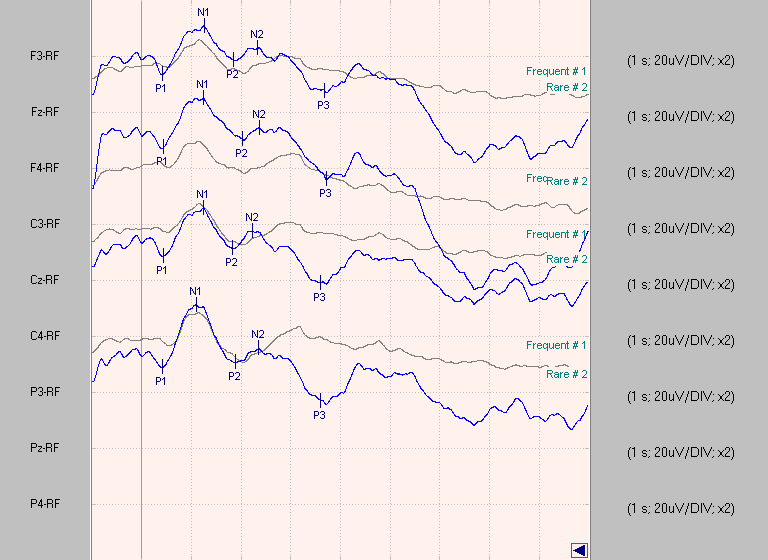 N1
N2
F3-RF
P1
P2
Frequent # 1
Rare # 2
(1 s; 20uV/DIV; x2)
P3
N1
N2
Fz-RF
P1
P2
(1 s; 20uV/DIV; x2)
F4-RF
Freq
Rare # 2
(1 s; 20uV/DIV; x2)
P3
N1
N2
C3-RF
P1
P2
Frequent # 1
Rare # 2
(1 s; 20uV/DIV; x2)
Cz-RF
P3
(1 s; 20uV/DIV; x2)
N1
N2
C4-RF
P1
P2
Frequent # 1
Rare # 2
(1 s; 20uV/DIV; x2)
P3-RF
P3
(1 s; 20uV/DIV; x2)
Pz-RF
(1 s; 20uV/DIV; x2)
P4-RF
(1 s; 20uV/DIV; x2)